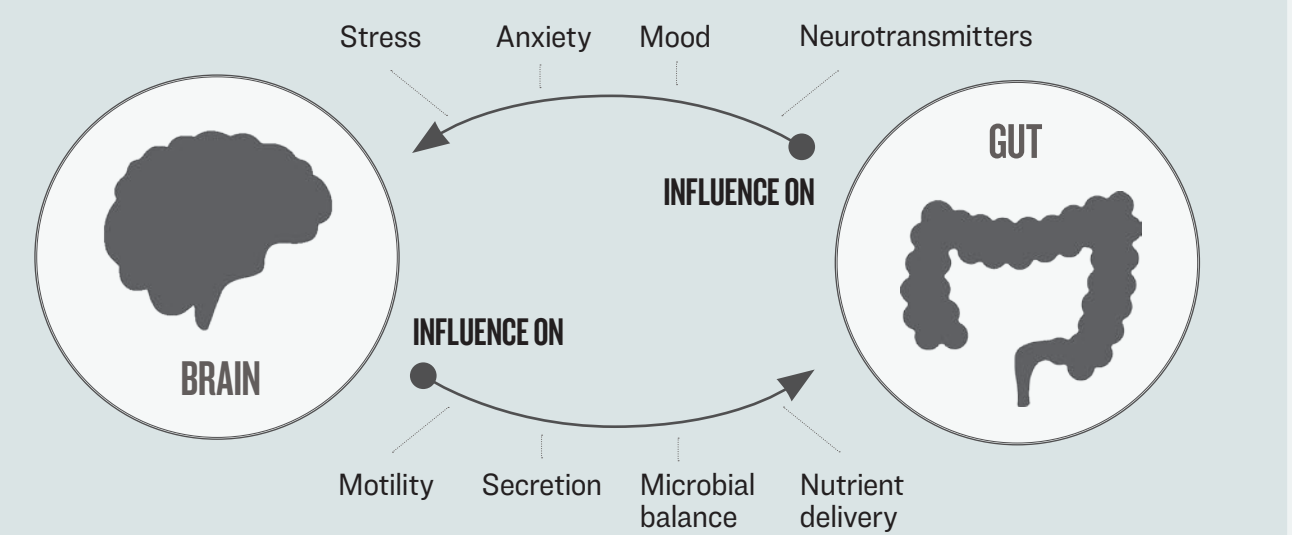 Stress Anxiety Mood Neurotransmitters
GUT
INFLUENCE ON
INFLUENCE ON
BRAIN
Motility Secretion Microbial balance Nutrient delivery